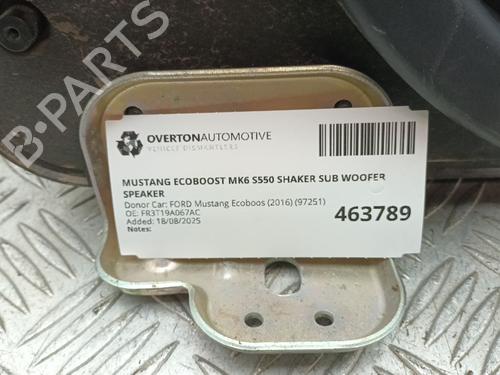 B-PARTS
OVERTONAUTOMOTIVE
VEHICLE DISMANTLERS
MUSTANG ECOBOOST MK6 S550 SHAKER SUB WOOFER
SPEAKER
Donor Car: FORD Mustang Ecoboos (2016) (97251)
OE: FR3T19A067AC
Added: 18/08/2025
Notes:
463789